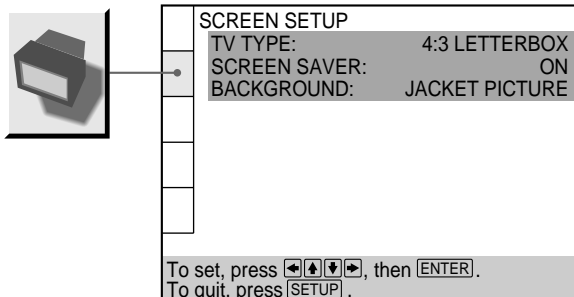 SCREEN SETUP
TV TYPE: 4:3 LETTERBOX
SCREEN SAVER: ON
BACKGROUND: JACKET PICTURE
To set, press ←↑↓→, then ENTER.
To quit, press SETUP.